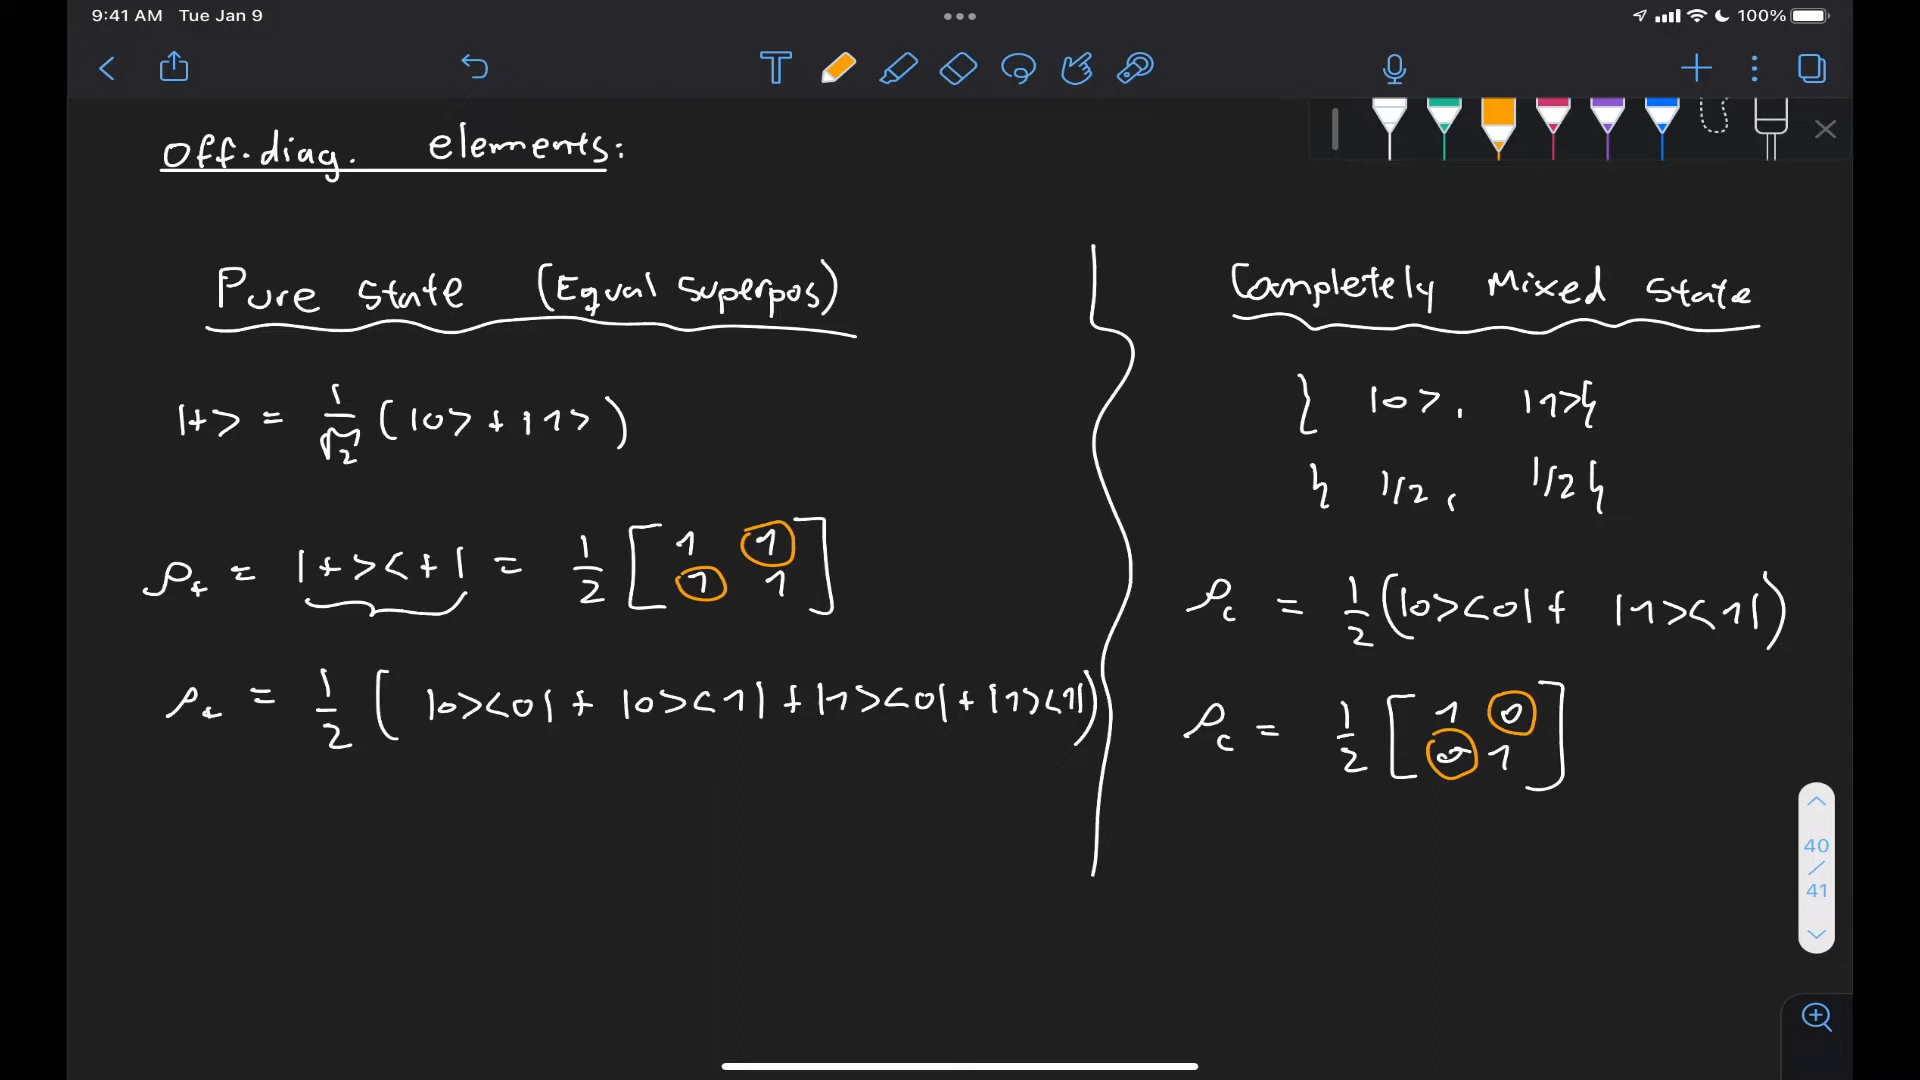 9:41 AM Tue Jan 9
100%
Off-diag. elements:
Pure state (Equal superpos)
|+> = 1/√2 (|0> + |1>)
ρ₊ = |+><+| = 1/2 [1 1
1 1]
ρ₊ = 1/2 (|0><0| + |0><1| + |1><0| + |1><1|)
Completely Mixed state
{ |0>, |1> }
{ 1/2, 1/2 }
ρc = 1/2 (|0><0| + |1><1|)
ρc = 1/2 [1 0
0 1]
40
/
41